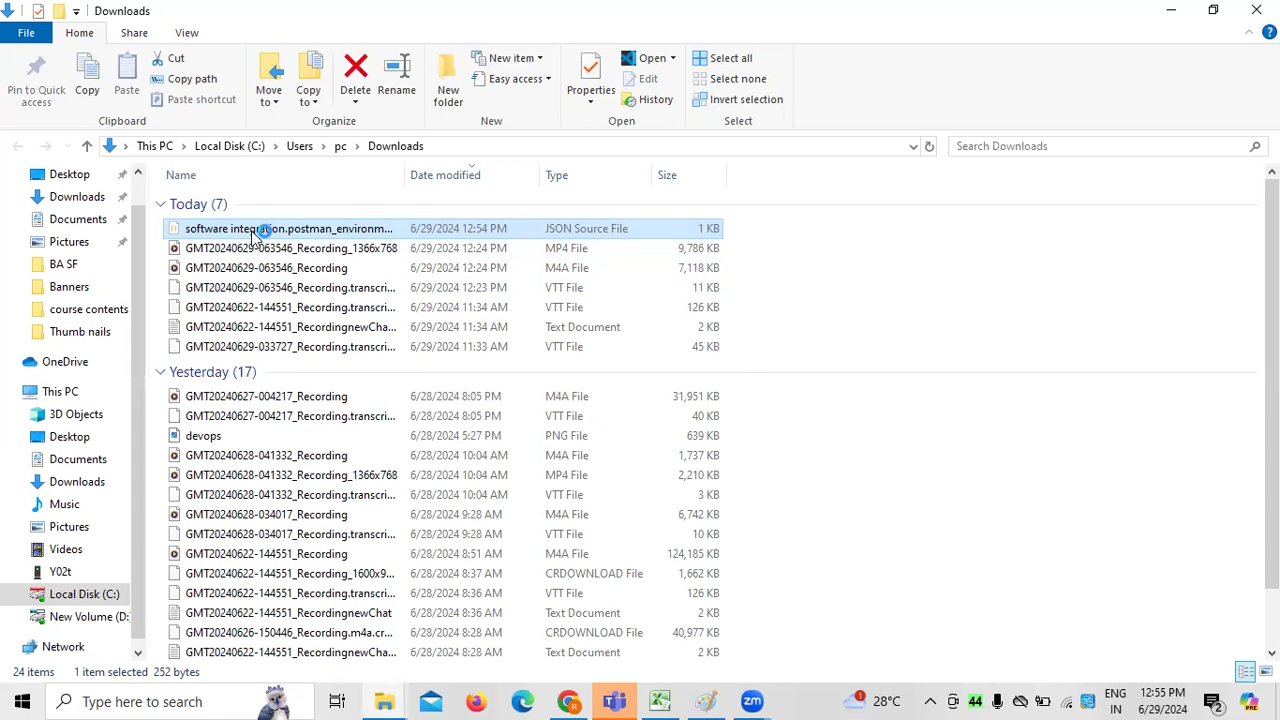 Downloads
File
Home
Share
View
Pin to Quick access
Copy
Paste
Cut
Copy path
Paste shortcut
Clipboard
Move to
Copy to
Delete
Rename
Organize
New folder
New item
Easy access
New
Properties
Open
Edit
History
Open
Select all
Select none
Invert selection
Select
This PC > Local Disk (C:) > Users > pc > Downloads
Search Downloads
Desktop
Downloads
Documents
Pictures
BA SF
Banners
course contents
Thumb nails
OneDrive
This PC
3D Objects
Desktop
Documents
Downloads
Music
Pictures
Videos
Y02t
Local Disk (C:)
New Volume (D:
Network
Name Date modified Type Size
Today (7)
software integration.postman_environm... 6/29/2024 12:54 PM JSON Source File 1 KB
GMT20240629-063546_Recording_1366x768 6/29/2024 12:24 PM MP4 File 9,786 KB
GMT20240629-063546_Recording 6/29/2024 12:24 PM M4A File 7,118 KB
GMT20240629-063546_Recording.transcri... 6/29/2024 12:23 PM VTT File 11 KB
GMT20240622-144551_Recording.transcri... 6/29/2024 11:34 AM VTT File 126 KB
GMT20240622-144551_RecordingnewCha... 6/29/2024 11:34 AM Text Document 2 KB
GMT20240629-033727_Recording.transcri... 6/29/2024 11:33 AM VTT File 45 KB
Yesterday (17)
GMT20240627-004217_Recording 6/28/2024 8:05 PM M4A File 31,951 KB
GMT20240627-004217_Recording.transcri... 6/28/2024 8:05 PM VTT File 40 KB
devops 6/28/2024 5:27 PM PNG File 639 KB
GMT20240628-041332_Recording 6/28/2024 10:04 AM M4A File 1,737 KB
GMT20240628-041332_Recording_1366x768 6/28/2024 10:04 AM MP4 File 2,210 KB
GMT20240628-041332_Recording.transcri... 6/28/2024 10:04 AM VTT File 3 KB
GMT20240628-034017_Recording 6/28/2024 9:28 AM M4A File 6,742 KB
GMT20240628-034017_Recording.transcri... 6/28/2024 9:28 AM VTT File 10 KB
GMT20240622-144551_Recording 6/28/2024 8:51 AM M4A File 124,185 KB
GMT20240622-144551_Recording_1600x9... 6/28/2024 8:37 AM CRDOWNLOAD File 1,662 KB
GMT20240622-144551_Recording.transcri... 6/28/2024 8:36 AM VTT File 126 KB
GMT20240622-144551_RecordingnewChat 6/28/2024 8:36 AM Text Document 2 KB
GMT20240626-150446_Recording.m4a.cr... 6/28/2024 8:28 AM CRDOWNLOAD File 40,977 KB
GMT20240622-144551_RecordingnewCha... 6/28/2024 8:28 AM Text Document 2 KB
24 items 1 item selected 252 bytes
Type here to search
28°C
44
ENG
IN
12:55 PM
6/29/2024
2